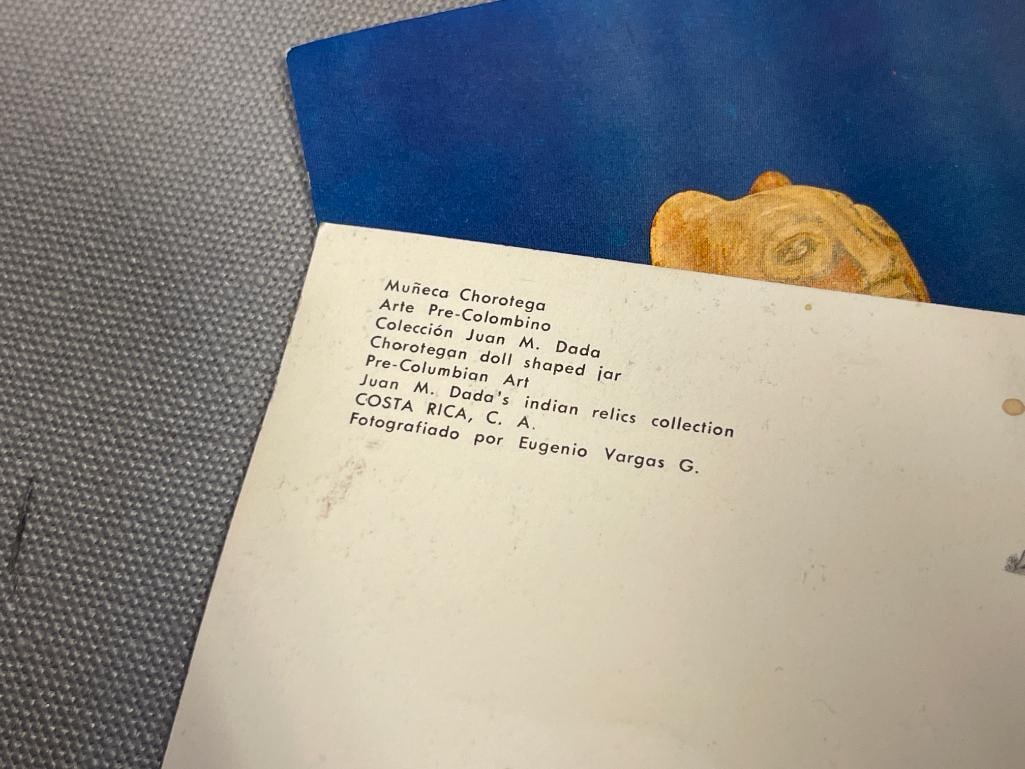 Muñeca Chorotega
Arte Pre-Colombino
Colección Juan M. Dada
Chorotegan doll shaped jar
Pre-Columbian Art
Juan M. Dada's indian relics collection
COSTA RICA, C. A.
Fotografiado por Eugenio Vargas G.